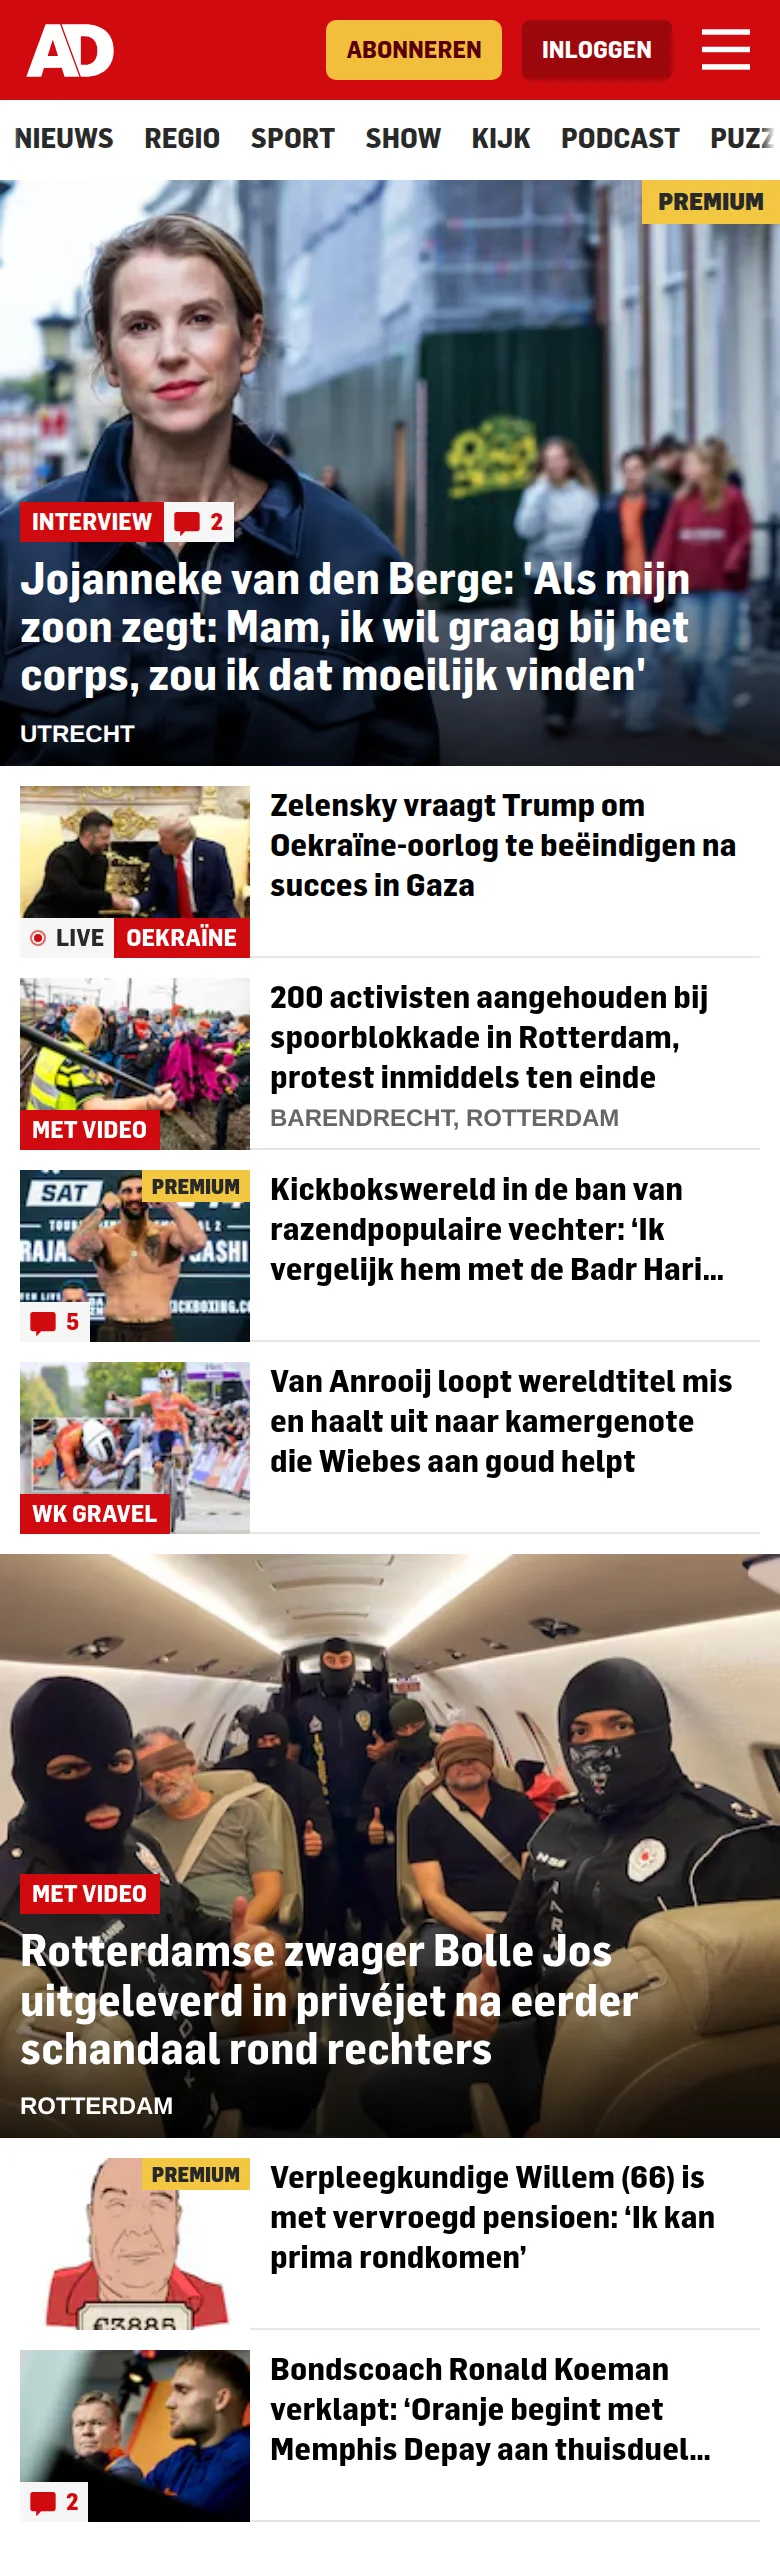 AD
ABONNEREN
INLOGGEN
NIEUWS REGIO SPORT SHOW KIJK PODCAST PUZZ
PREMIUM
INTERVIEW 2
Jojanneke van den Berge: 'Als mijn
zoon zegt: Mam, ik wil graag bij het
corps, zou ik dat moeilijk vinden'
UTRECHT
Zelensky vraagt Trump om
Oekraïne-oorlog te beëindigen na
succes in Gaza
LIVE OEKRAÏNE
200 activisten aangehouden bij
spoorblokkade in Rotterdam,
protest inmiddels ten einde
BARENDRECHT, ROTTERDAM
MET VIDEO
SAT
PREMIUM
KICKBOXING.CO
5
Kickbokswereld in de ban van
razendpopulaire vechter: ‘Ik
vergelijk hem met de Badr Hari...
Van Anrooij loopt wereldtitel mis
en haalt uit naar kamergenote
die Wiebes aan goud helpt
WK GRAVEL
MET VIDEO
Rotterdamse zwager Bolle Jos
uitgeleverd in privéjet na eerder
schandaal rond rechters
ROTTERDAM
PREMIUM
€3885
Verpleegkundige Willem (66) is
met vervroegd pensioen: ‘Ik kan
prima rondkomen’
Bondscoach Ronald Koeman
verklapt: ‘Oranje begint met
Memphis Depay aan thuisduel...
2